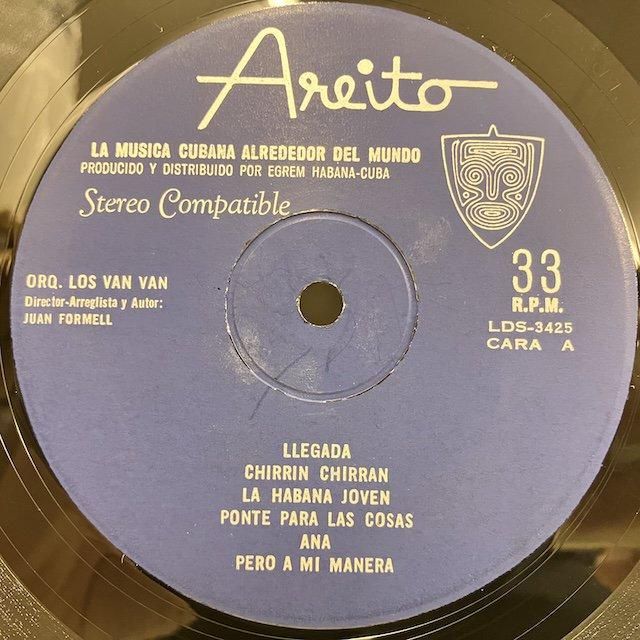 Areito
LA MUSICA CUBANA ALREDEDOR DEL MUNDO
PRODUCIDO Y DISTRIBUIDO POR EGREM HABANA-CUBA
Stereo Compatible
ORQ. LOS VAN VAN
Director-Arreglista y Autor:
JUAN FORMELL
33
R.P.M.
LDS-3425
CARA A
LLEGADA
CHIRRIN CHIRRAN
LA HABANA JOVEN
PONTE PARA LAS COSAS
ANA
PERO A MI MANERA